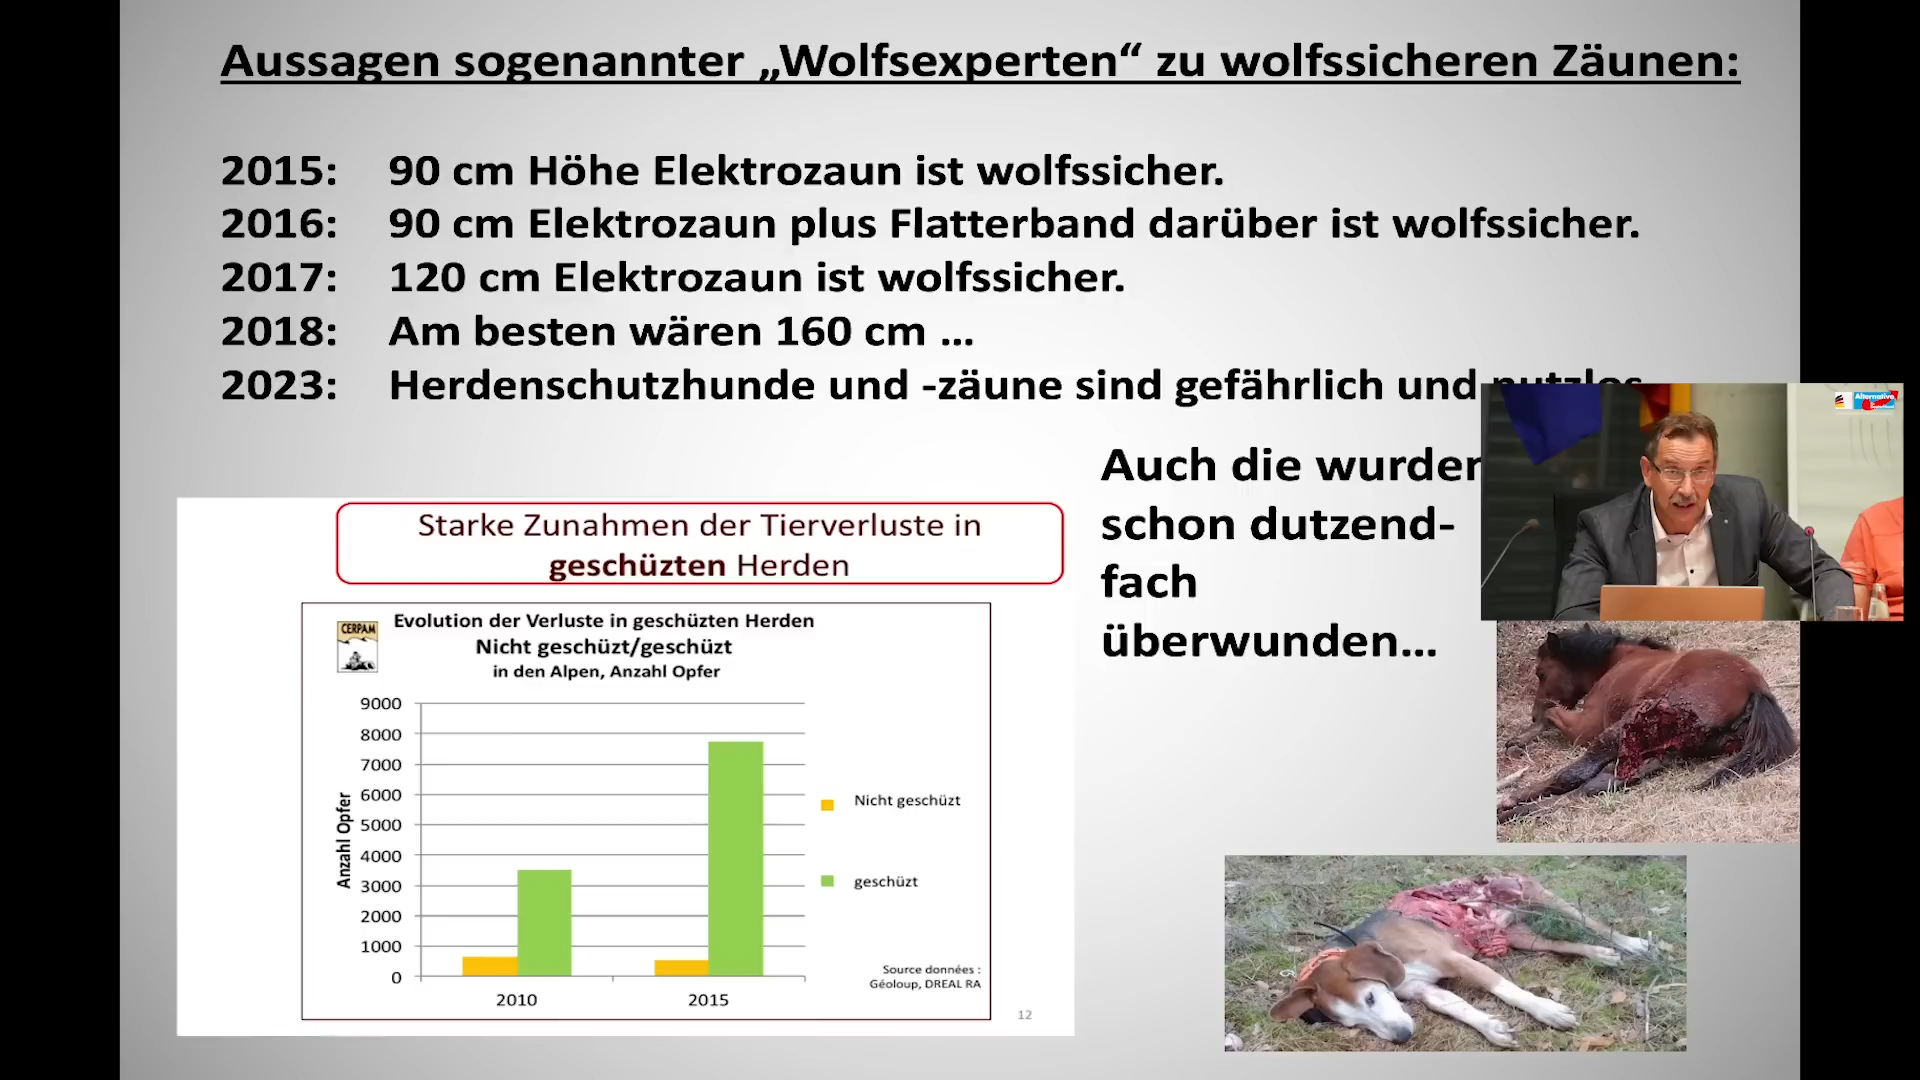 Aussagen sogenannter „Wolfsexperten“ zu wolfssicheren Zäunen:
2015: 90 cm Höhe Elektrozaun ist wolfssicher.
2016: 90 cm Elektrozaun plus Flatterband darüber ist wolfssicher.
2017: 120 cm Elektrozaun ist wolfssicher.
2018: Am besten wären 160 cm ...
2023: Herdenschutzhunde und -zäune sind gefährlich und
Auch die
schon dutzend-
fach
überwunden...
Alternative
Starke Zunahmen der Tierverluste in
geschüzten Herden
CERPAM
Evolution der Verluste in geschüzten Herden
Nicht geschüzt/geschüzt
in den Alpen, Anzahl Opfer
Anzahl Opfer
9000
8000
7000
6000
5000
4000
3000
2000
1000
0
2010
2015
Nicht geschüzt
geschüzt
Source données :
Géoloup, DREAL RA
12